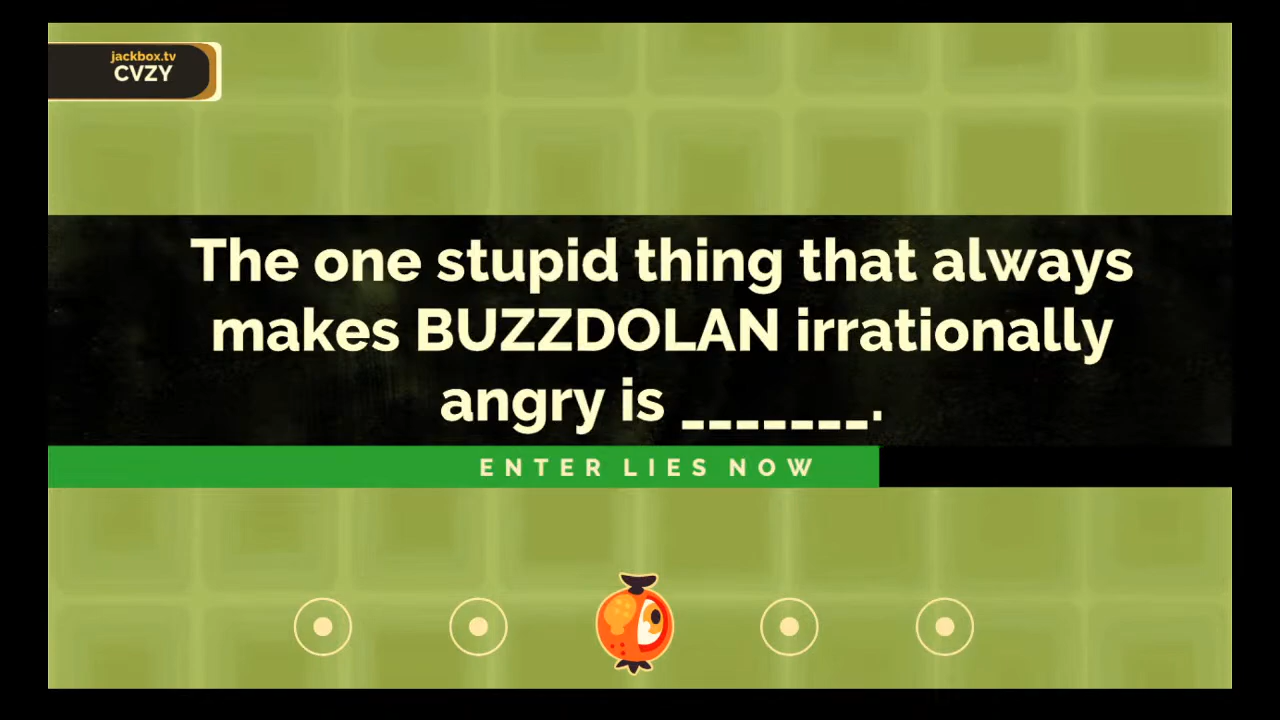 jackbox.tv
CVZY
The one stupid thing that always
makes BUZZDOLAN irrationally
angry is _______.
ENTER LIES NOW